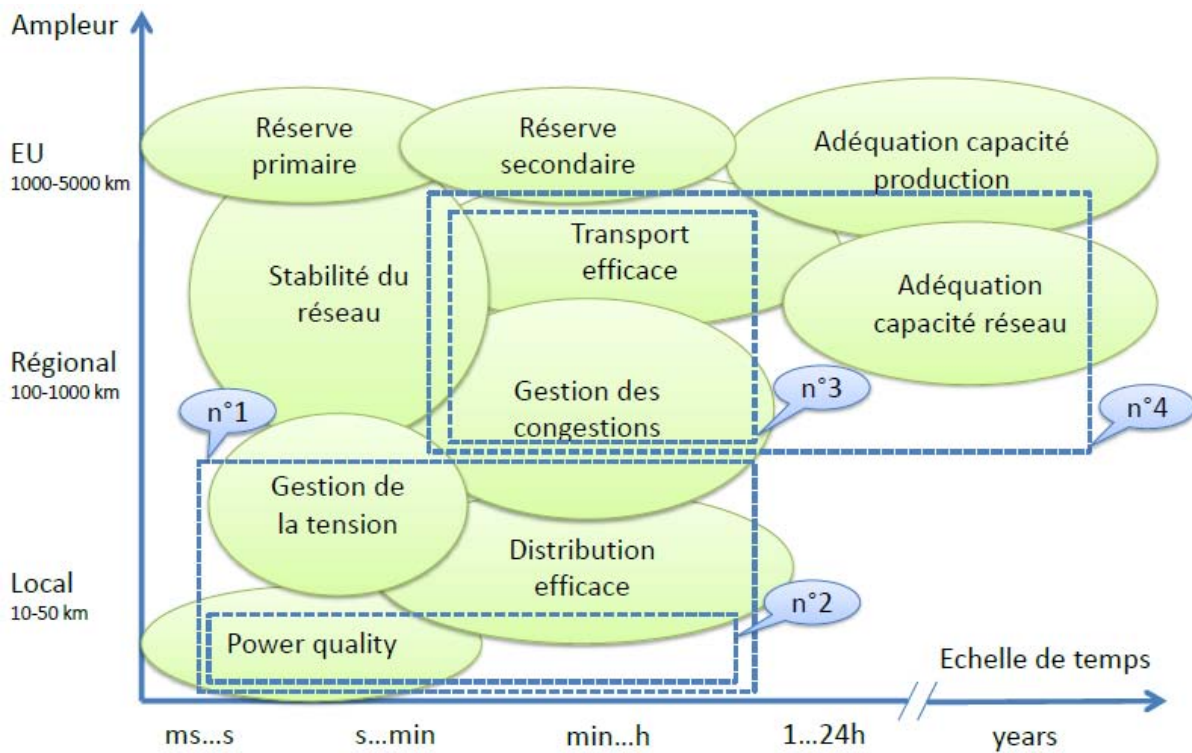 Ampleur
EU
1000-5000 km
Régional
100-1000 km
Local
10-50 km
Réserve
primaire
Réserve
secondaire
Adéquation capacité
production
Stabilité du
réseau
Transport
efficace
Adéquation
capacité réseau
Gestion des
congestions
n°3
n°4
n°1
Gestion de
la tension
Distribution
efficace
n°2
Power quality
Echelle de temps
ms...s
s...min
min...h
1...24h
years